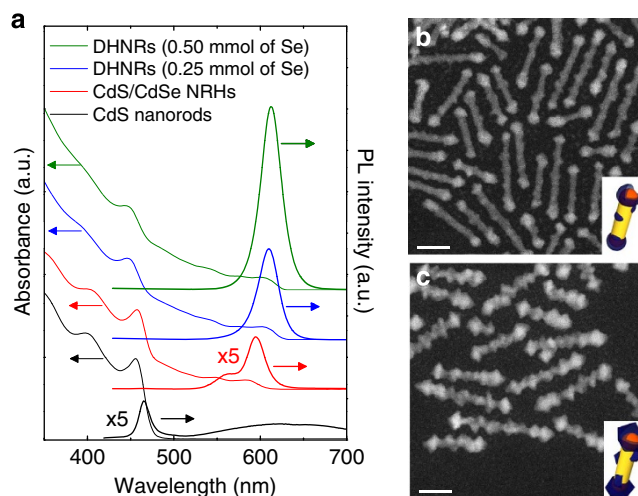 a
DHNRs (0.50 mmol of Se)
DHNRs (0.25 mmol of Se)
CdS/CdSe NRHs
CdS nanorods
Absorbance (a.u.)
PL intensity (a.u.)
x5
x5
400
500
600
700
Wavelength (nm)
b
c